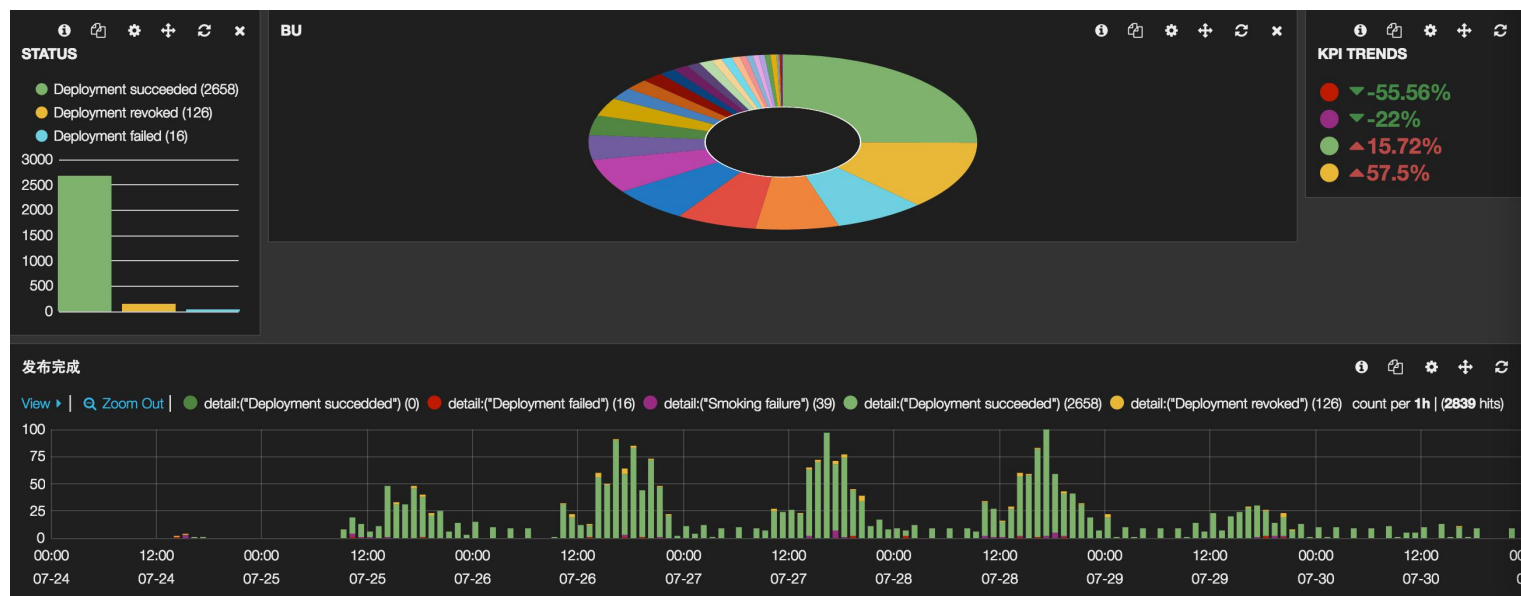 STATUS
Deployment succeeded (2658)
Deployment revoked (126)
Deployment failed (16)
3000
2500
2000
1500
1000
500
0
BU
KPI TRENDS
-55.56%
-22%
15.72%
57.5%
发布完成
View | Zoom Out | detail:("Deployment succedded") (0) detail:("Deployment failed") (16) detail:("Smoking failure") (39) detail:("Deployment succeeded") (2658) detail:("Deployment revoked") (126) count per 1h | (2839 hits)
100
75
50
25
0
00:00 12:00 00:00 12:00 00:00 12:00 00:00 12:00 00:00 12:00 00:00 12:00 00:00 12:00
07-24 07-24 07-25 07-25 07-26 07-26 07-27 07-27 07-28 07-28 07-29 07-29 07-30 07-30